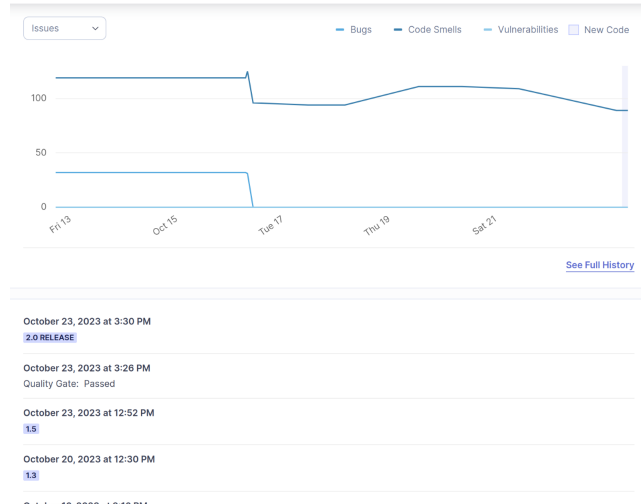 Issues
Bugs
Code Smells
Vulnerabilities
New Code
100
50
0
Fri 13
Oct 15
Tue 17
Thu 19
Sat 21
See Full History
October 23, 2023 at 3:30 PM
2.0 RELEASE
October 23, 2023 at 3:26 PM
Quality Gate: Passed
October 23, 2023 at 12:52 PM
1.5
October 20, 2023 at 12:30 PM
1.3